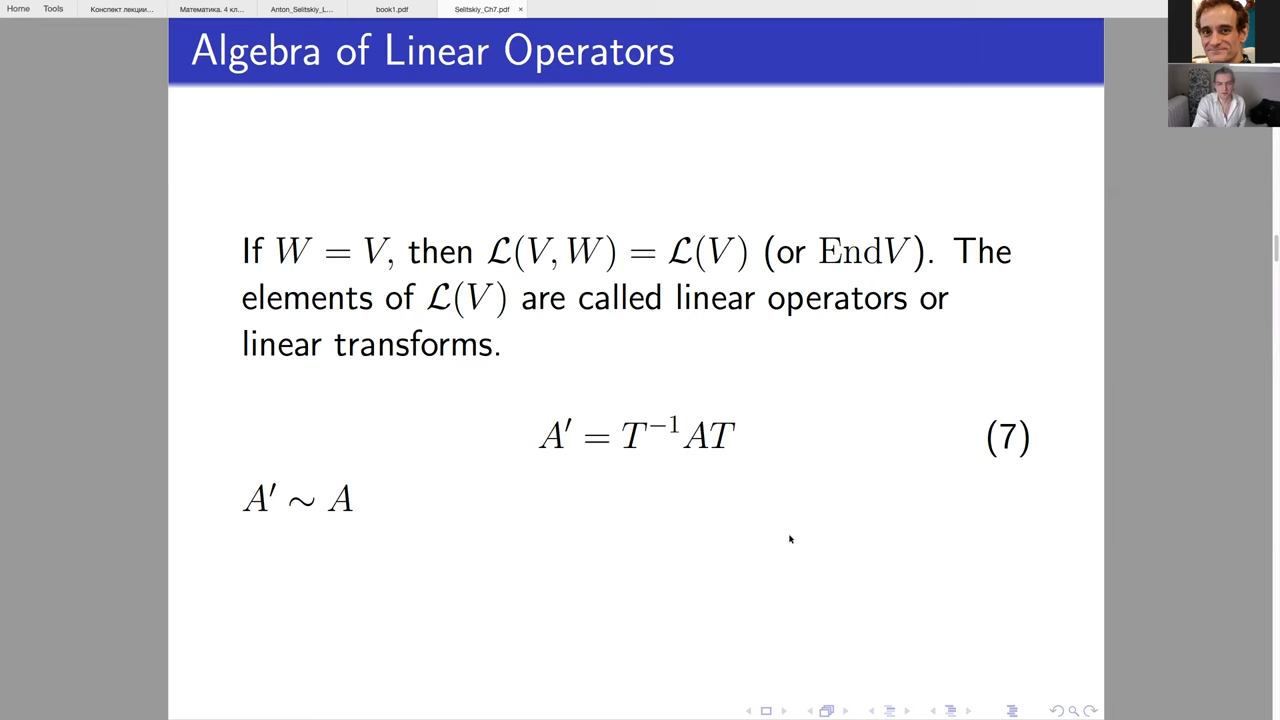 Home Tools Конспект лекции... Математика. 4 кл... Anton_Selitskiy_L... book1.pdf Selitskiy_Ch7.pdf ×
Algebra of Linear Operators
If W = V, then ℒ(V, W) = ℒ(V) (or EndV). The
elements of ℒ(V) are called linear operators or
linear transforms.
A′ = T⁻¹AT (7)
A′ ∼ A